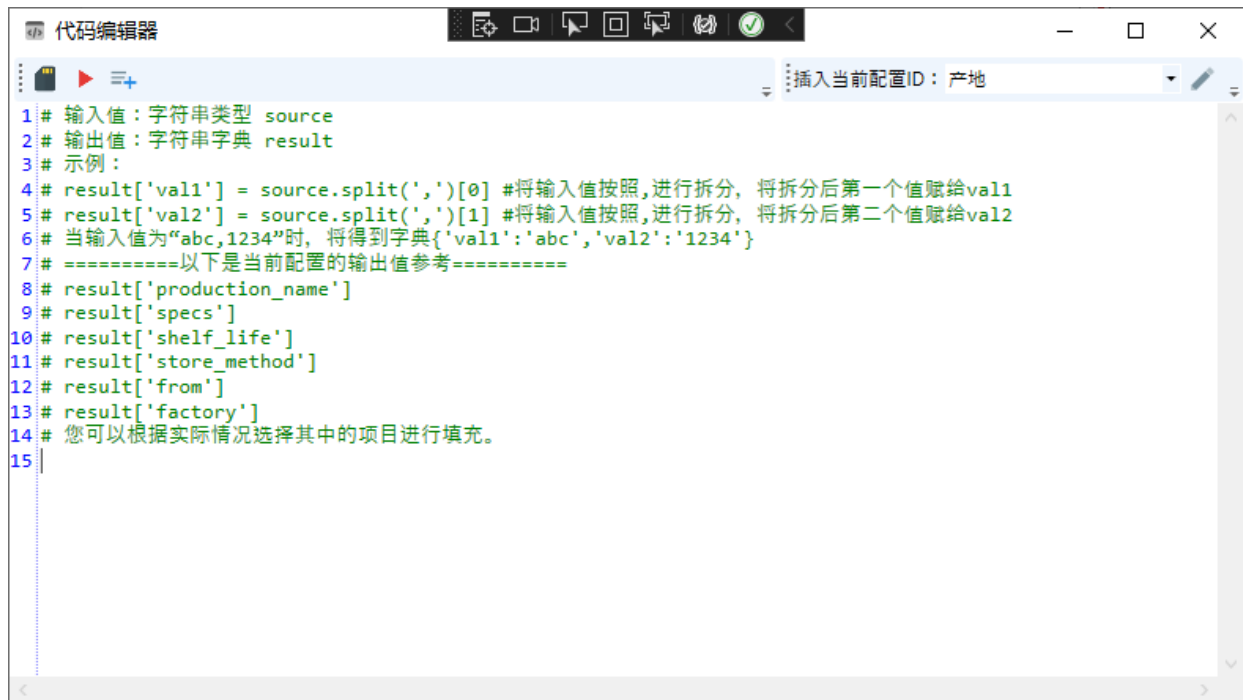 代码编辑器
插入当前配置ID： 产地
1 # 输入值：字符串类型 source
2 # 输出值：字符串字典 result
3 # 示例：
4 # result['val1'] = source.split(',')[0] #将输入值按照,进行拆分，将拆分后第一个值赋给val1
5 # result['val2'] = source.split(',')[1] #将输入值按照,进行拆分，将拆分后第二个值赋给val2
6 # 当输入值为“abc,1234”时，将得到字典{'val1':'abc','val2':'1234'}
7 # ==========以下是当前配置的输出值参考==========
8 # result['production_name']
9 # result['specs']
10 # result['shelf_life']
11 # result['store_method']
12 # result['from']
13 # result['factory']
14 # 您可以根据实际情况选择其中的项目进行填充。
15